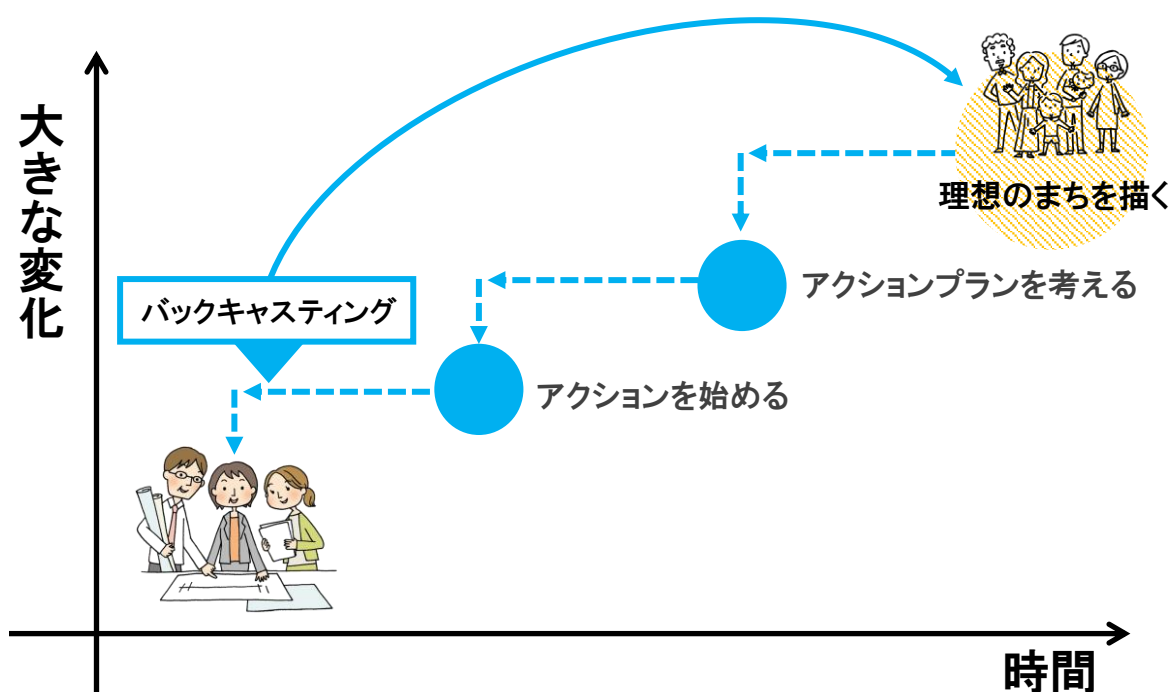 大きな変化
理想のまちを描く
アクションプランを考える
バックキャスティング
アクションを始める
時間